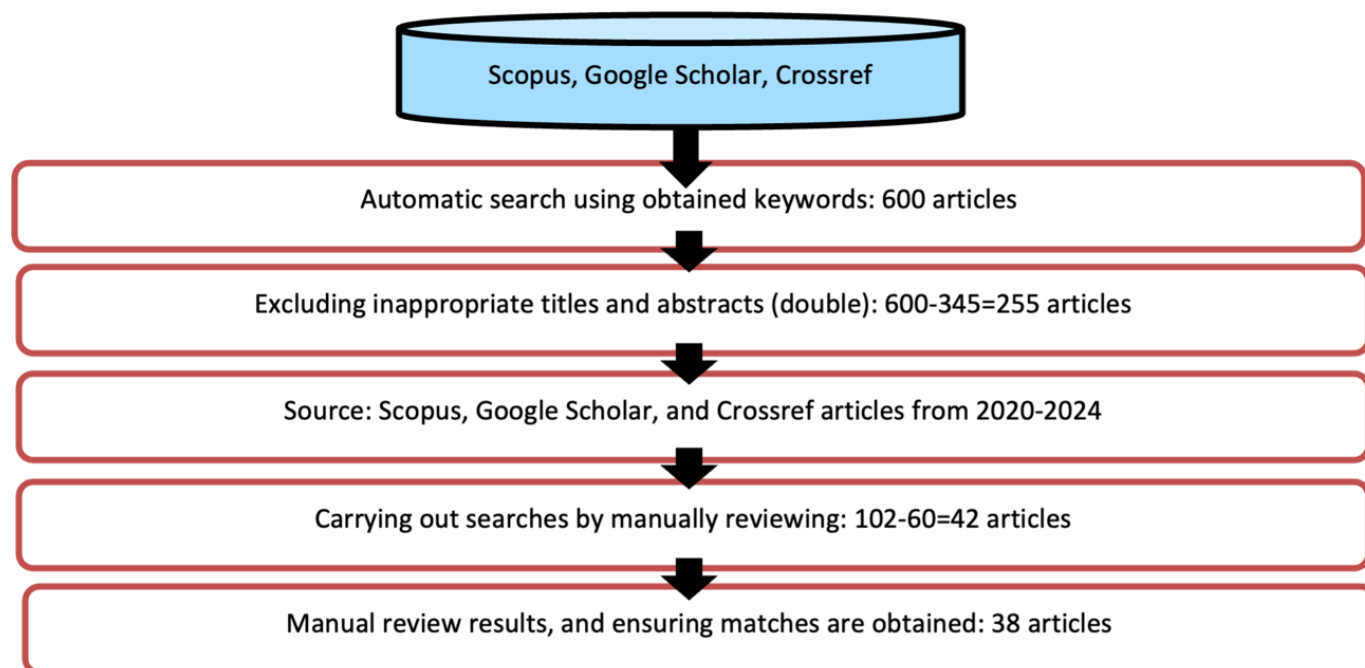 Scopus, Google Scholar, Crossref
Automatic search using obtained keywords: 600 articles
Excluding inappropriate titles and abstracts (double): 600-345=255 articles
Source: Scopus, Google Scholar, and Crossref articles from 2020-2024
Carrying out searches by manually reviewing: 102-60=42 articles
Manual review results, and ensuring matches are obtained: 38 articles